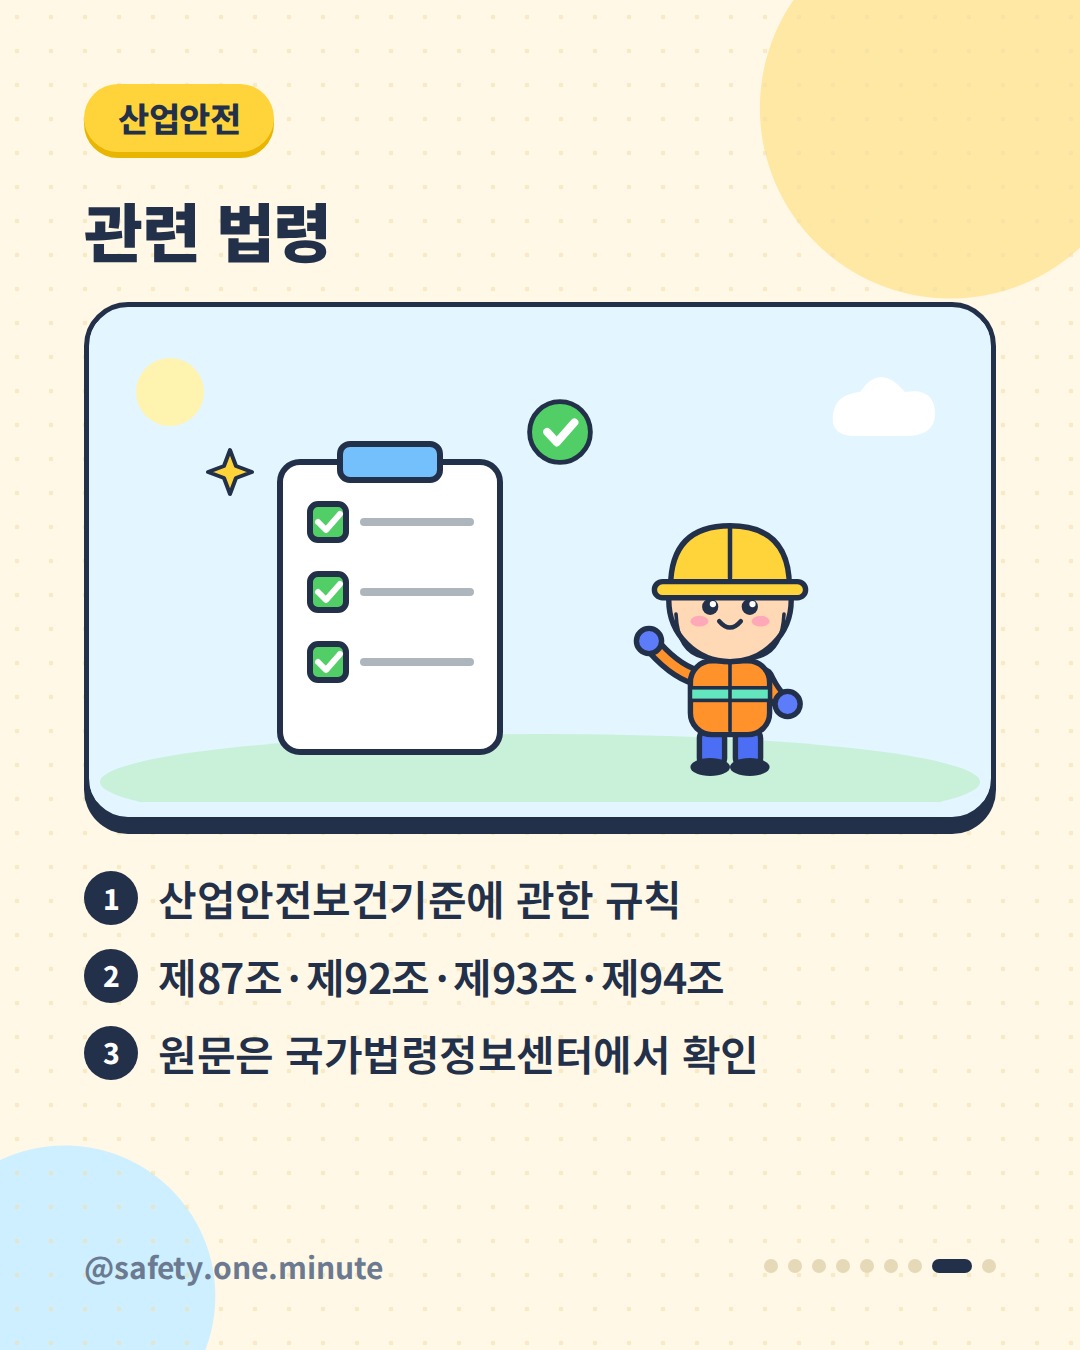 산업안전
관련 법령
1 산업안전보건기준에 관한 규칙
2 제87조·제92조·제93조·제94조
3 원문은 국가법령정보센터에서 확인
@safety.one.minute